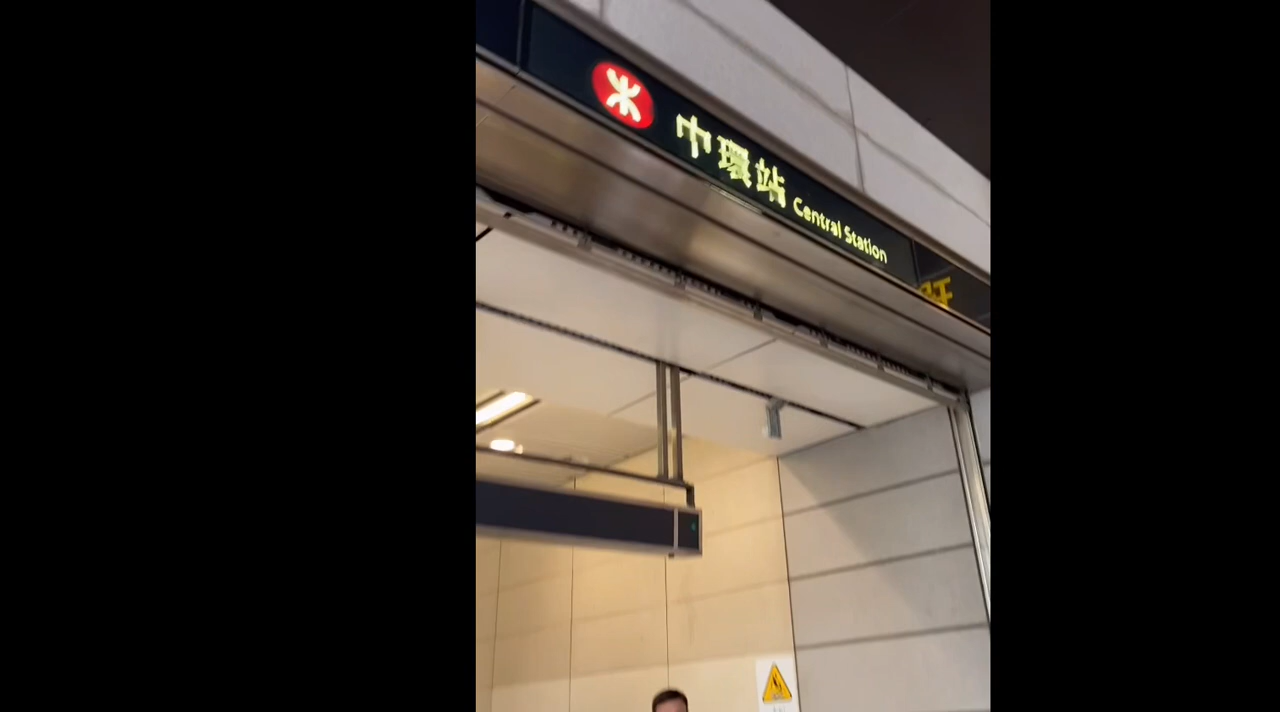 中環站 Central Station